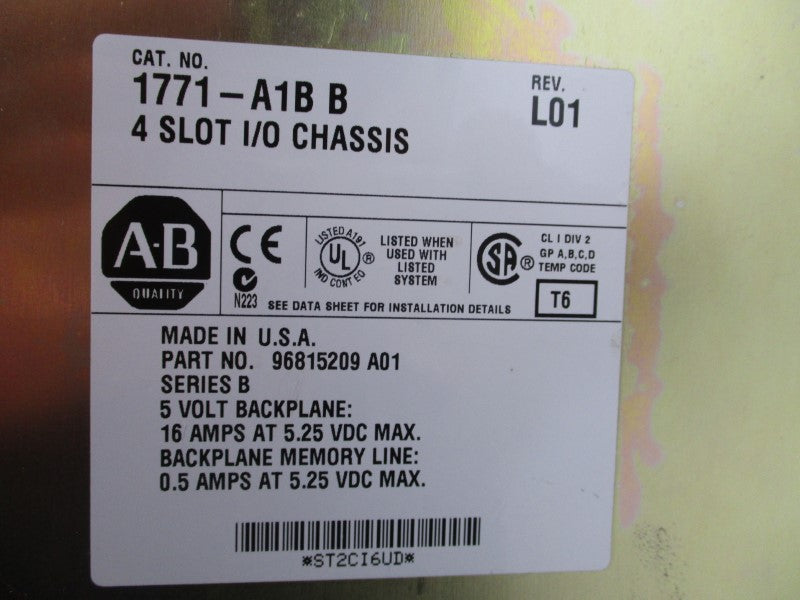 CAT. NO.
1771-A1B B
4 SLOT I/O CHASSIS
REV.
L01
A-B
QUALITY
CE
N223
LISTED A191
UL
®
IND CONT EQ
LISTED WHEN
USED WITH
LISTED
SYSTEM
SA
®
CL I DIV 2
GP A,B,C,D
TEMP CODE
T6
SEE DATA SHEET FOR INSTALLATION DETAILS
MADE IN U.S.A.
PART NO. 96815209 A01
SERIES B
5 VOLT BACKPLANE:
16 AMPS AT 5.25 VDC MAX.
BACKPLANE MEMORY LINE:
0.5 AMPS AT 5.25 VDC MAX.
*ST2CI6UD*